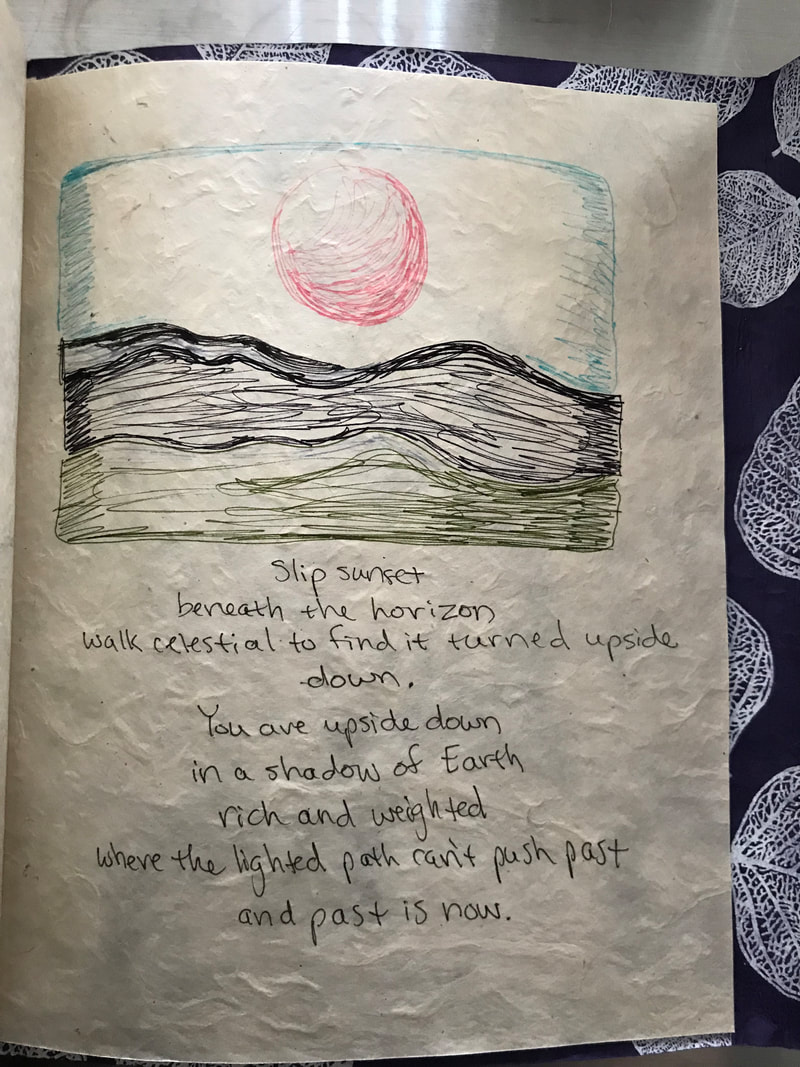 Slip sunset
beneath the horizon
walk celestial to find it turned upside
down.
You are upside down
in a shadow of Earth
rich and weighted
where the lighted path can't push past
and past is now.